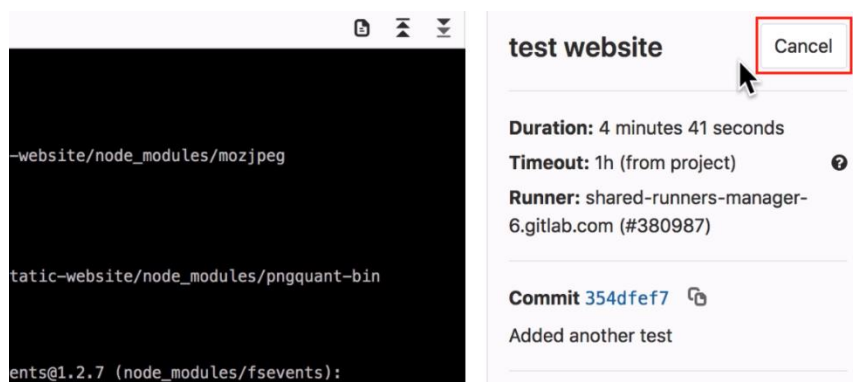 -website/node_modules/mozjpeg
tatic-website/node_modules/pngquant-bin
ents@1.2.7 (node_modules/fsevents):
test website
Cancel
Duration: 4 minutes 41 seconds
Timeout: 1h (from project)
Runner: shared-runners-manager-
6.gitlab.com (#380987)
Commit 354dfef7
Added another test